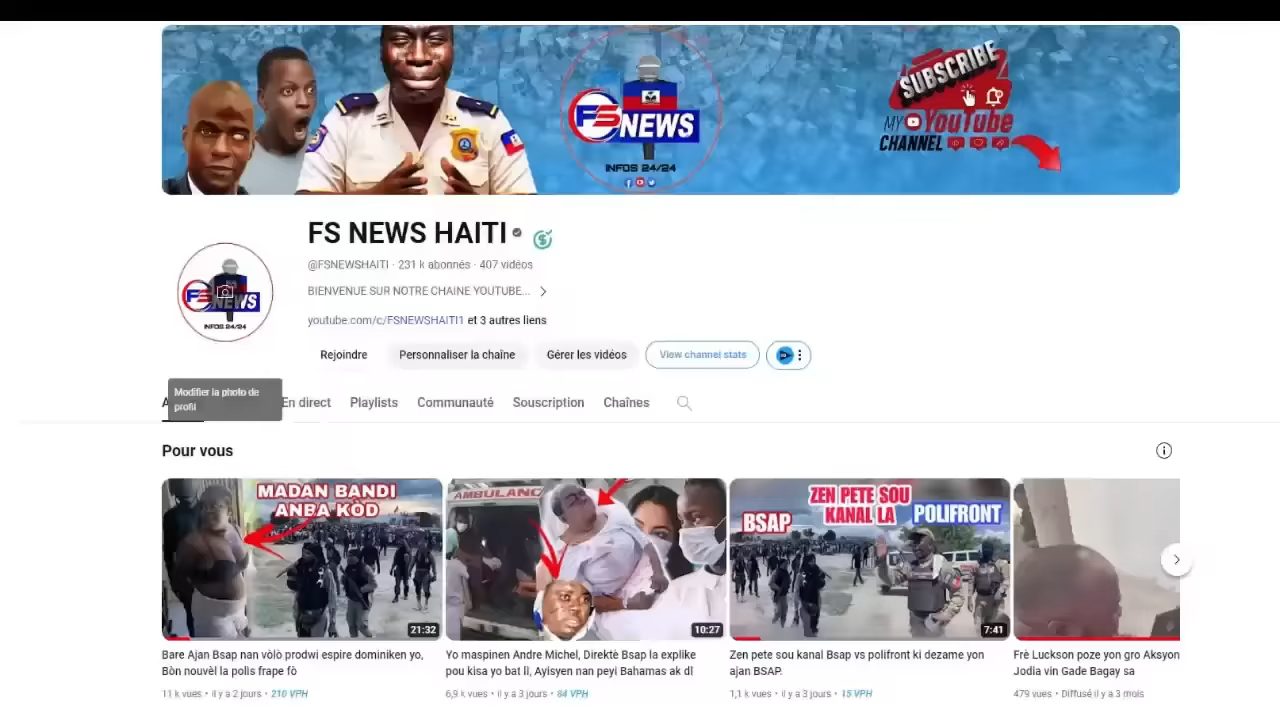 FS NEWS
INFOS 24/24
SUBSCRIBE
MY YouTube
CHANNEL
FS NEWS HAITI
@FSNEWSHAITI · 231 k abonnés · 407 vidéos
BIENVENUE SUR NOTRE CHAINE YOUTUBE...
youtube.com/c/FSNEWSHAITI1 et 3 autres liens
FS NEWS
INFOS 24/24
Rejoindre
Personnaliser la chaîne
Gérer les vidéos
View channel stats
Modifier la photo de
profil
A
En direct
Playlists
Communauté
Souscription
Chaînes
Pour vous
MADAN BANDI
ANBA KÒD
21:32
AMBULANC
10:27
ZEN PETE SOU
KANAL LA
BSAP
POLIFRONT
7:41
Bare Ajan Bsap nan vòlò prodwi espire dominiken yo,
Bòn nouvèl la polis frape fò
11 k vues • il y a 2 jours • 210 VPH
Yo maspinen Andre Michel, Direktè Bsap la eksplike
pou kisa yo bat li, Ayisyen nan peyi Bahamas ak dl
6,9 k vues • il y a 3 jours • 84 VPH
Zen pete sou kanal Bsap vs polifront ki dezame yon
ajan BSAP.
1,1 k vues • il y a 3 jours • 15 VPH
Frè Luckson poze yon gro Aksyon
Jodia vin Gade Bagay sa
479 vues • Diffusé il y a 3 mois